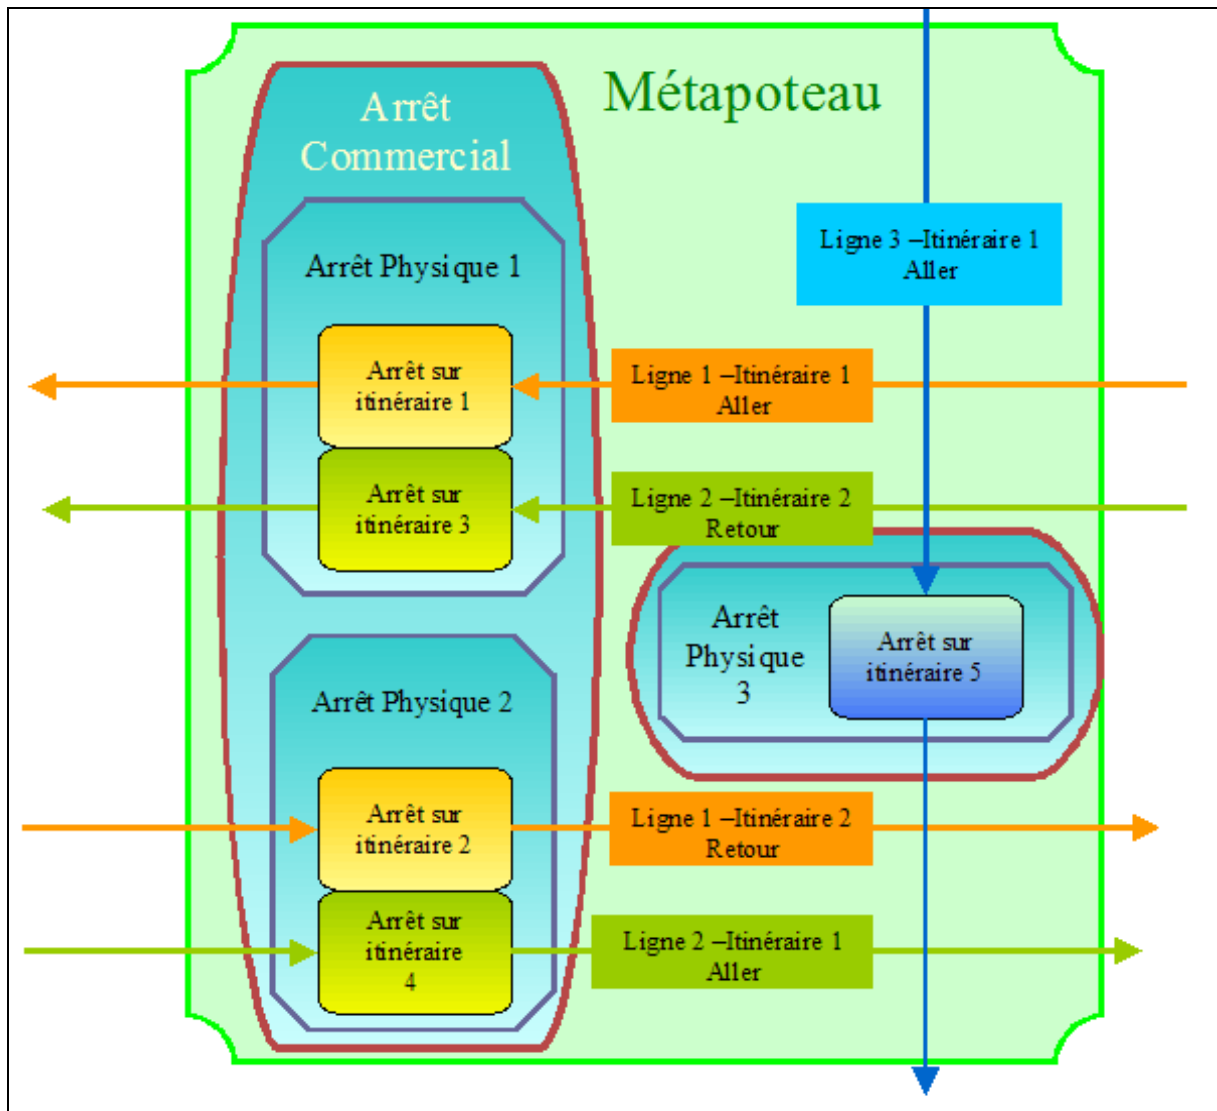 Métapoteau
Arrêt
Commercial
Arrêt Physique 1
Ligne 3 –Itinéraire 1
Aller
Arrêt sur
itinéraire 1
Ligne 1 –Itinéraire 1
Aller
Arrêt sur
itinéraire 3
Ligne 2 –Itinéraire 2
Retour
Arrêt
Physique
3
Arrêt sur
itinéraire 5
Arrêt Physique 2
Arrêt sur
itinéraire 2
Ligne 1 –Itinéraire 2
Retour
Arrêt sur
itinéraire
4
Ligne 2 –Itinéraire 1
Aller